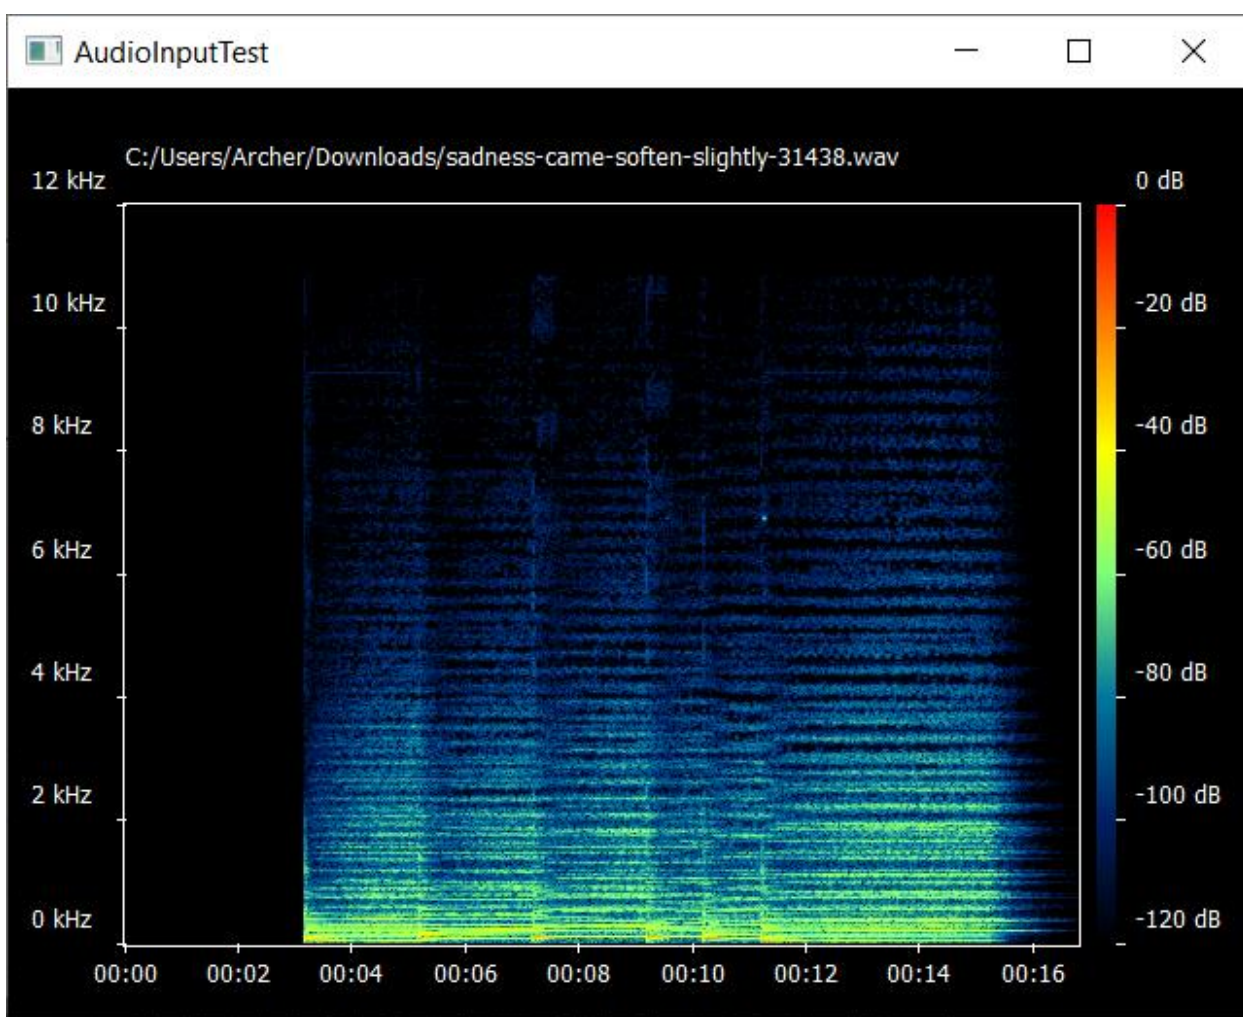 AudioInputTest
C:/Users/Archer/Downloads/sadness-came-soften-slightly-31438.wav
12 kHz
10 kHz
8 kHz
6 kHz
4 kHz
2 kHz
0 kHz
0 dB
-20 dB
-40 dB
-60 dB
-80 dB
-100 dB
-120 dB
00:00 00:02 00:04 00:06 00:08 00:10 00:12 00:14 00:16